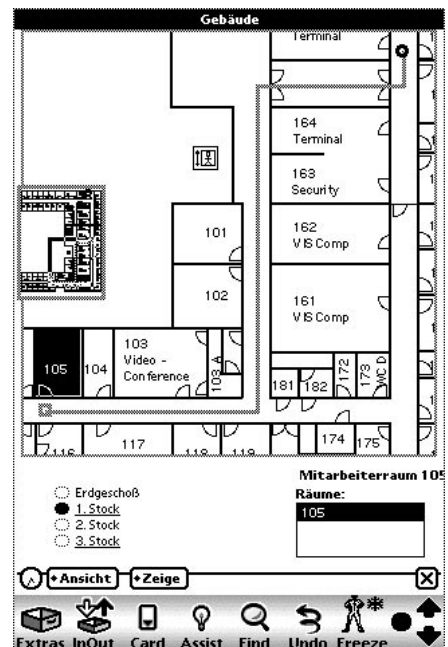 Gebäude
Terminal
164
Terminal
163
Security
162
VIS Comp
161
VIS Comp
101
102
103
Video -
Conference
105
104
103 A
181
182
172
173
WC D
116
117
118
118
174
175
Mitarbeiterraum 105
Räume:
105
Erdgeschoß
1. Stock
2. Stock
3. Stock
Ansicht
Zeige
Extras InOut Card Assist Find Undo Freeze